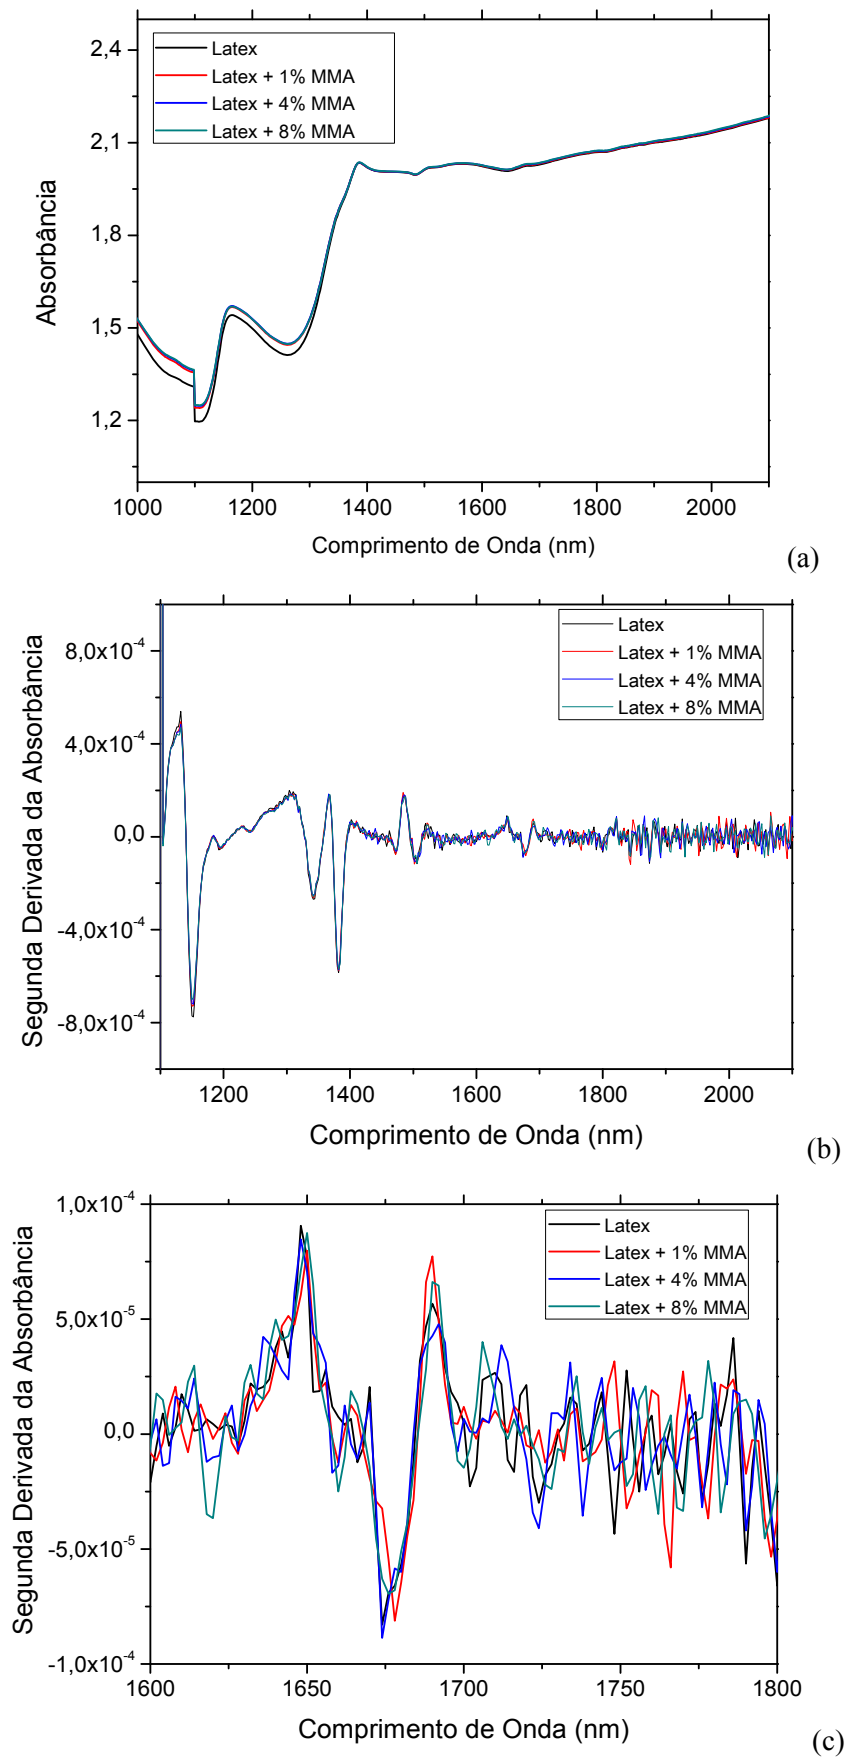 2,4
2,1
1,8
1,5
1,2
Absorbância
Latex
Latex + 1% MMA
Latex + 4% MMA
Latex + 8% MMA
1000 1200 1400 1600 1800 2000
Comprimento de Onda (nm)
(a)
8,0x10-4
4,0x10-4
0,0
-4,0x10-4
-8,0x10-4
Segunda Derivada da Absorbância
Latex
Latex + 1% MMA
Latex + 4% MMA
Latex + 8% MMA
1200 1400 1600 1800 2000
Comprimento de Onda (nm)
(b)
1,0x10-4
5,0x10-5
0,0
-5,0x10-5
-1,0x10-4
Segunda Derivada da Absorbância
Latex
Latex + 1% MMA
Latex + 4% MMA
Latex + 8% MMA
1600 1650 1700 1750 1800
Comprimento de Onda (nm)
(c)